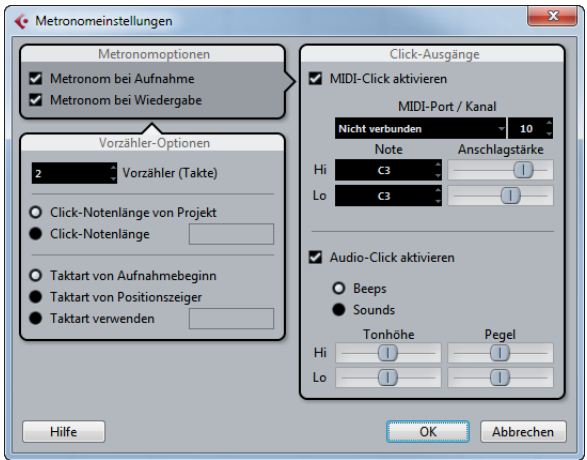 Metronomeinstellungen
Metronomoptionen
Metronom bei Aufnahme
Metronom bei Wiedergabe
Vorzähler-Optionen
2 Vorzähler (Takte)
Click-Notenlänge von Projekt
Click-Notenlänge
Taktart von Aufnahmebeginn
Taktart von Positionszeiger
Taktart verwenden
Click-Ausgänge
MIDI-Click aktivieren
MIDI-Port / Kanal
Nicht verbunden 10
Note Anschlagstärke
Hi C3
Lo C3
Audio-Click aktivieren
Beeps
Sounds
Tonhöhe Pegel
Hi
Lo
Hilfe OK Abbrechen